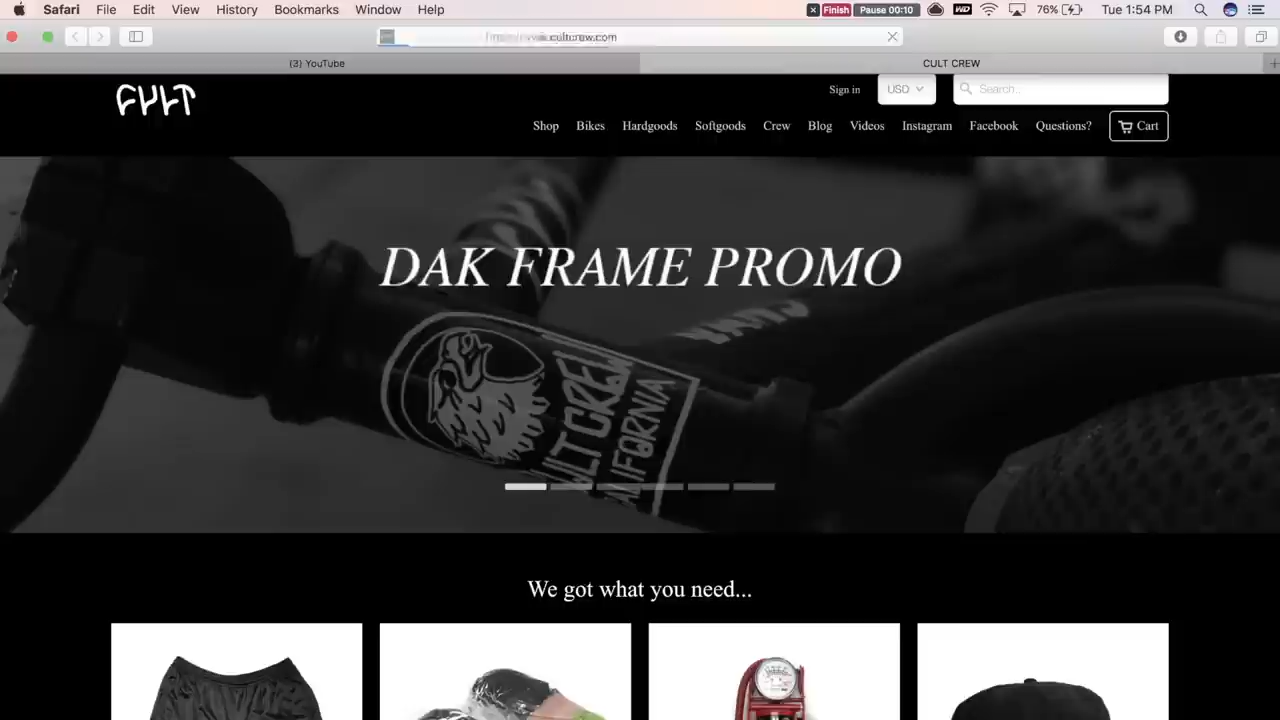 Safari File Edit View History Bookmarks Window Help Finish Pause 00:10 WD 76% Tue 1:54 PM
cultcrew.com
(3) YouTube CULT CREW
CULT Sign in USD Search..
Shop Bikes Hardgoods Softgoods Crew Blog Videos Instagram Facebook Questions? Cart
DAK FRAME PROMO
VANS
CULT CREW
CALIFORNIA
We got what you need...